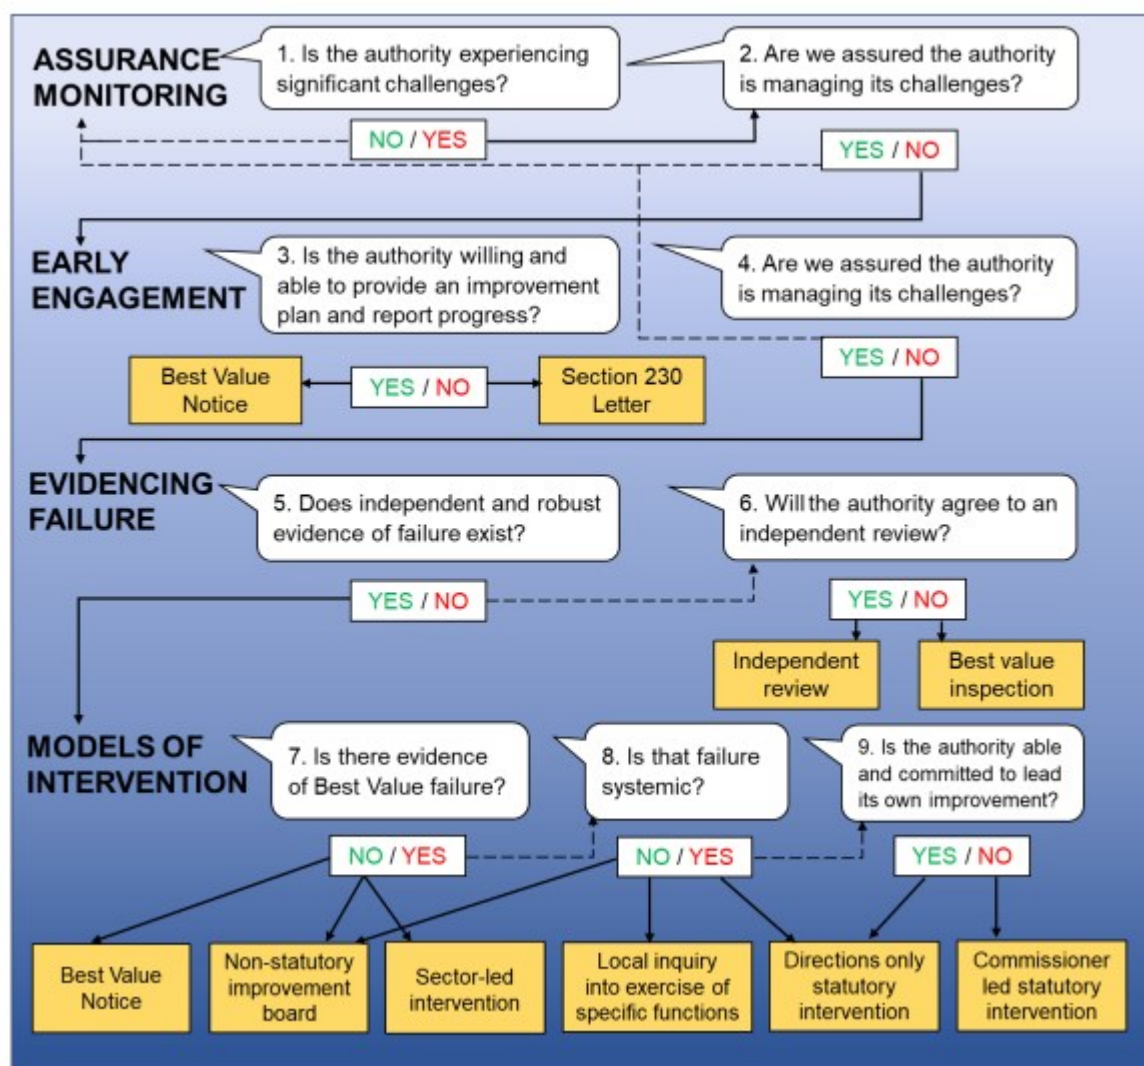 ASSURANCE
MONITORING
1. Is the authority experiencing
significant challenges?
2. Are we assured the authority
is managing its challenges?
NO / YES
YES / NO
EARLY
ENGAGEMENT
3. Is the authority willing and
able to provide an improvement
plan and report progress?
4. Are we assured the authority
is managing its challenges?
YES / NO
Best Value
Notice
YES / NO
Section 230
Letter
EVIDENCING
FAILURE
5. Does independent and robust
evidence of failure exist?
6. Will the authority agree to an
independent review?
YES / NO
YES / NO
Independent
review
Best value
inspection
MODELS OF
INTERVENTION
7. Is there evidence
of Best Value failure?
8. Is that failure
systemic?
9. Is the authority able
and committed to lead
its own improvement?
NO / YES
NO / YES
YES / NO
Best Value
Notice
Non-statutory
improvement
board
Sector-led
intervention
Local inquiry
into exercise of
specific functions
Directions only
statutory
intervention
Commissioner
led statutory
intervention